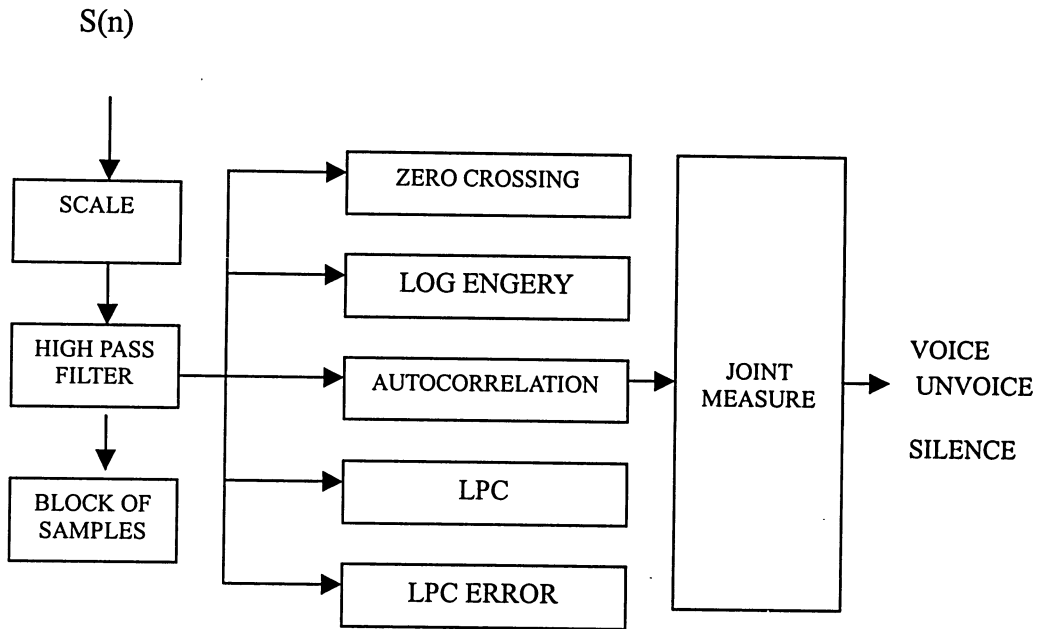 S(n)
SCALE
HIGH PASS
FILTER
BLOCK OF
SAMPLES
ZERO CROSSING
LOG ENGERY
AUTOCORRELATION
LPC
LPC ERROR
JOINT
MEASURE
VOICE
UNVOICE
SILENCE